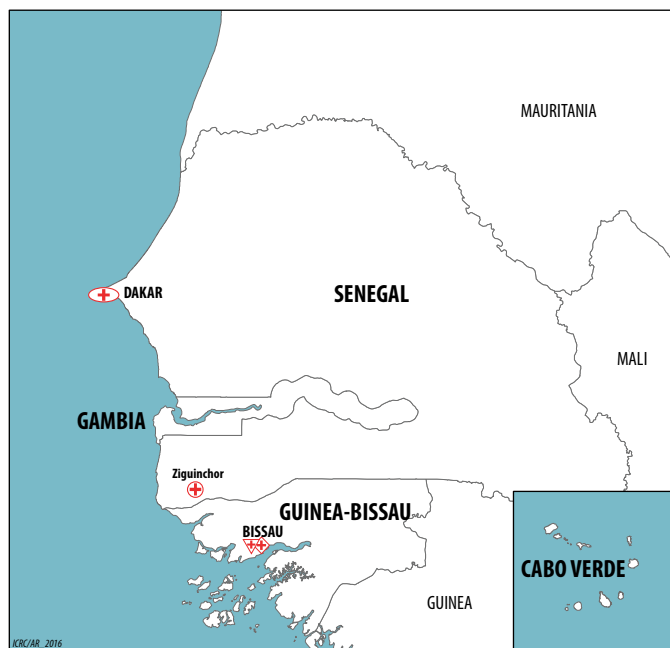 MAURITANIA
DAKAR
SENEGAL
MALI
GAMBIA
Ziguinchor
GUINEA-BISSAU
BISSAU
CABO VERDE
GUINEA
ICRC/AR_2016